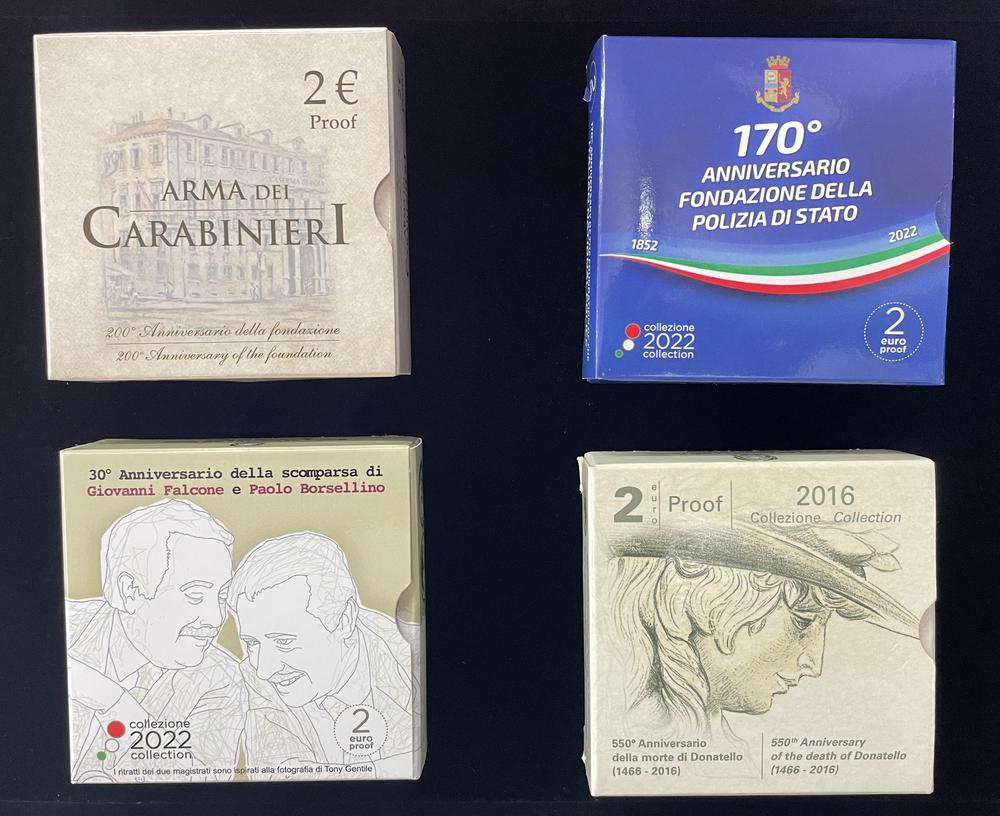 2 €
Proof
ARMA DEI
CARABINIERI
200° Anniversario della fondazione
200th Anniversary of the foundation
170°
ANNIVERSARIO
FONDAZIONE DELLA
POLIZIA DI STATO
1852
2022
collezione
2022
collection
2
euro
proof
30° Anniversario della scomparsa di
Giovanni Falcone e Paolo Borsellino
collezione
2022
collection
2
euro
proof
I ritratti dei due magistrati sono ispirati alla fotografia di Tony Gentile
2 euro Proof
2016
Collezione Collection
550° Anniversario
della morte di Donatello
(1466 - 2016)
550th Anniversary
of the death of Donatello
(1466 - 2016)